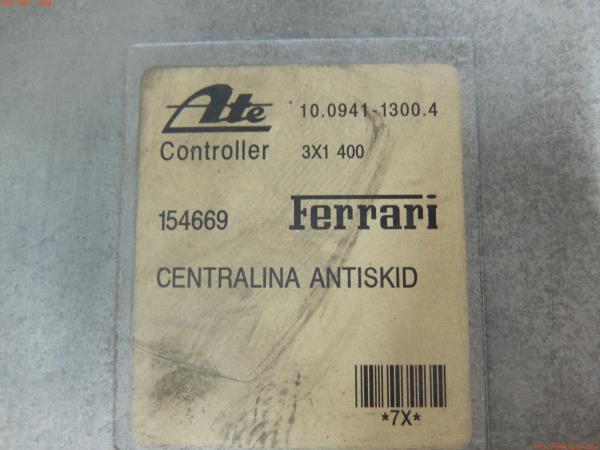 Ate 10.0941-1300.4
Controller 3X1 400
154669 Ferrari
CENTRALINA ANTISKID
*7X*